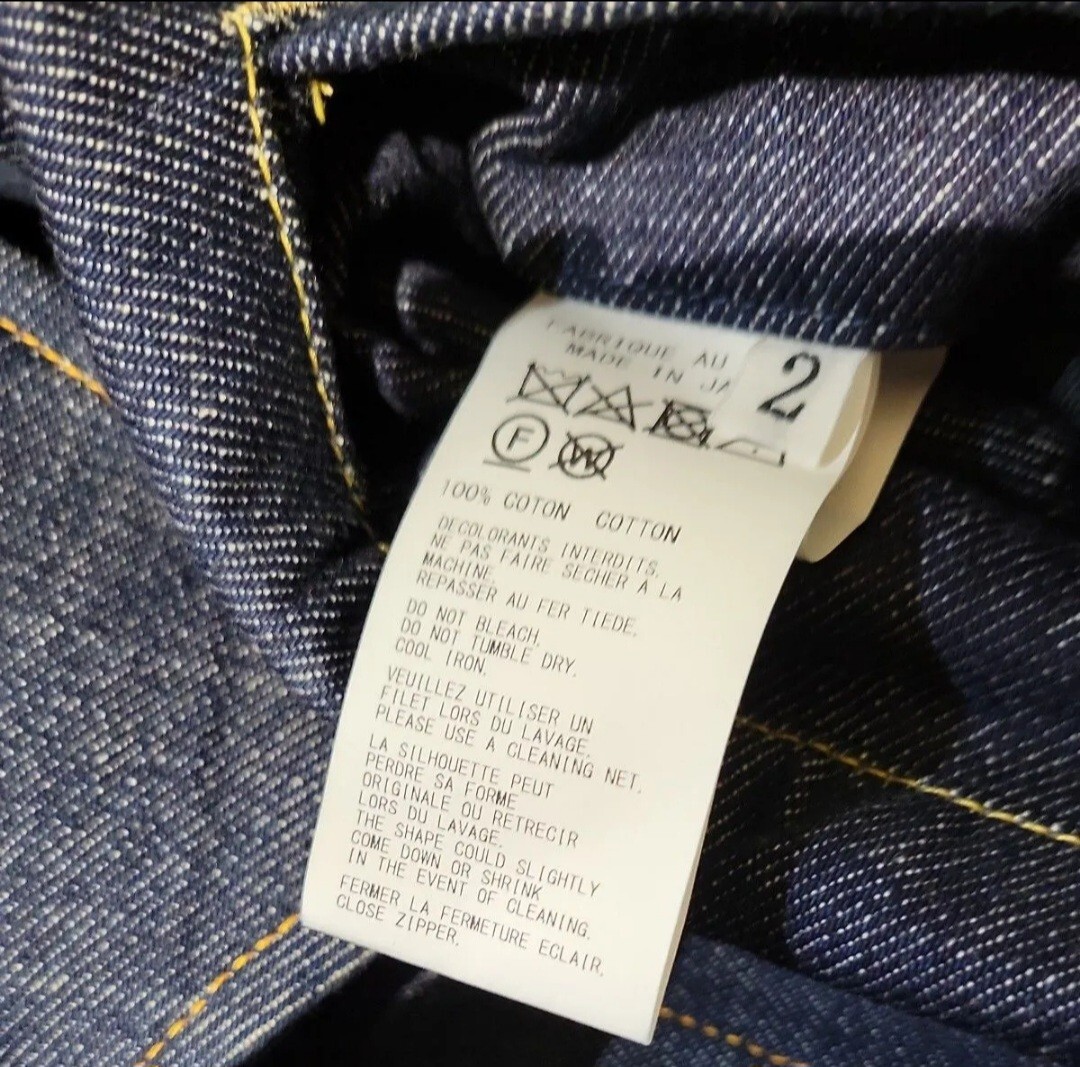 FABRIQUE AU
MADE IN JA
2
F
W
100% COTON COTTON
DECOLORANTS INTERDITS.
NE PAS FAIRE SECHER A LA
MACHINE.
REPASSER AU FER TIEDE.
DO NOT BLEACH.
DO NOT TUMBLE DRY.
COOL IRON.
VEUILLEZ UTILISER UN
FILET LORS DU LAVAGE.
PLEASE USE A CLEANING NET.
LA SILHOUETTE PEUT
PERDRE SA FORME
ORIGINALE OU RETRECIR
LORS DU LAVAGE.
THE SHAPE COULD SLIGHTLY
COME DOWN OR SHRINK
IN THE EVENT OF CLEANING.
FERMER LA FERMETURE ECLAIR.
CLOSE ZIPPER.